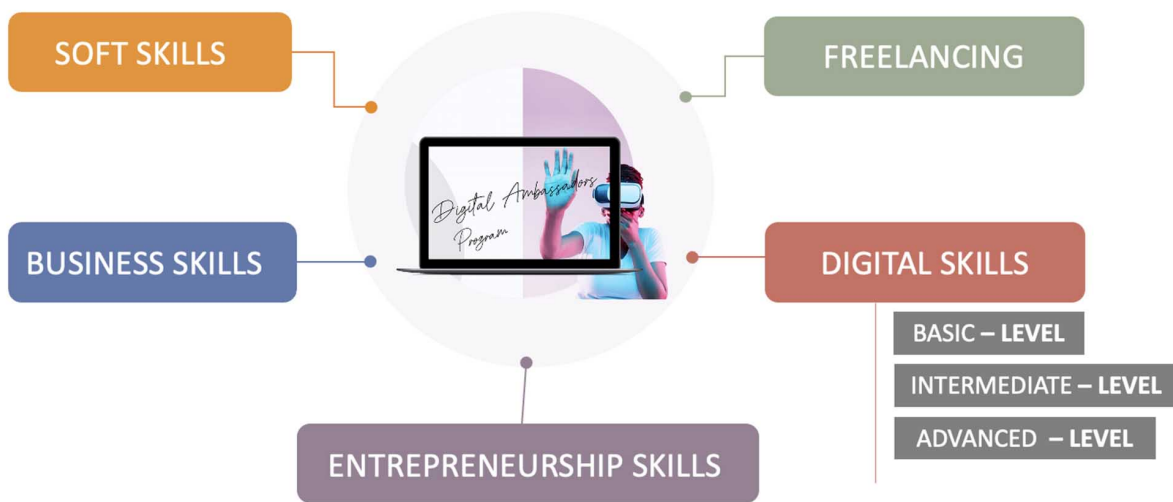 SOFT SKILLS
FREELANCING
Digital Ambassadors
Program
BUSINESS SKILLS
DIGITAL SKILLS
BASIC – LEVEL
INTERMEDIATE – LEVEL
ADVANCED – LEVEL
ENTREPRENEURSHIP SKILLS